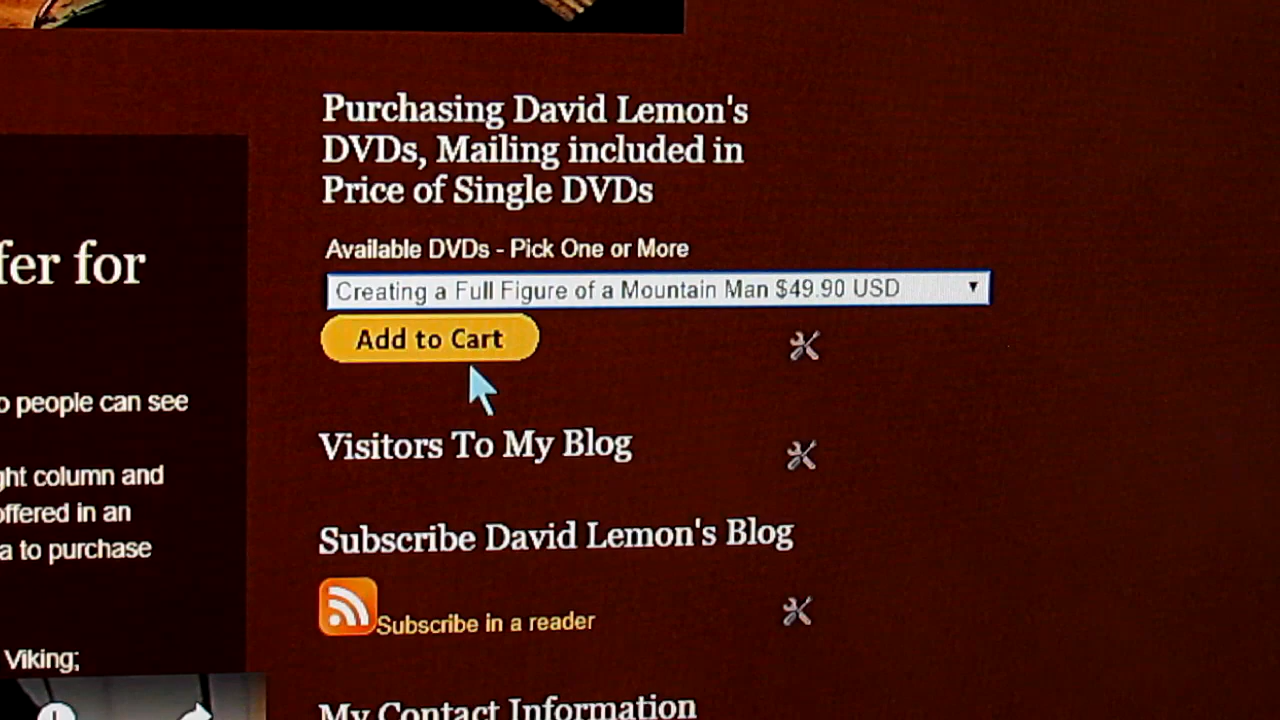 Purchasing David Lemon's
DVDs, Mailing included in
Price of Single DVDs
Available DVDs - Pick One or More
Creating a Full Figure of a Mountain Man $49.90 USD
Add to Cart
Visitors To My Blog
Subscribe David Lemon's Blog
Subscribe in a reader
My Contact Information
fer for
o people can see
ght column and
offered in an
a to purchase
Viking;